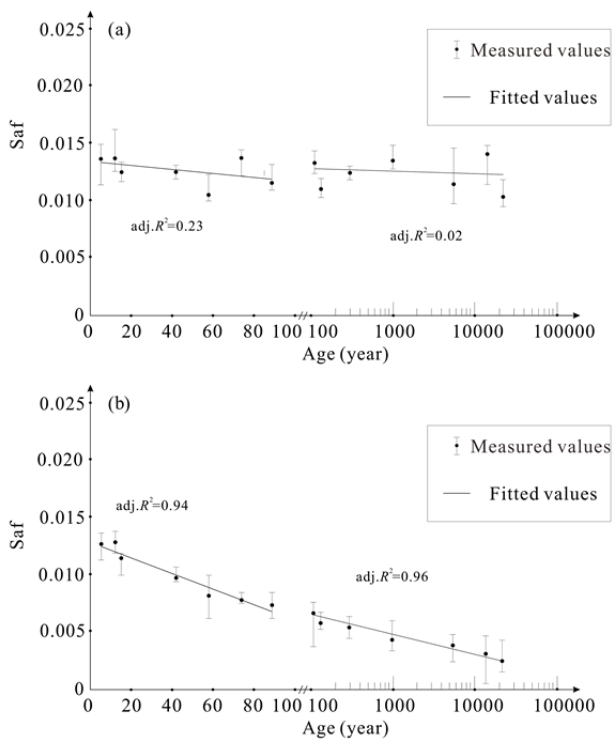 (a)
0.025
0.020
0.015
0.010
0.005
0
Saf
Measured values
Fitted values
adj.R²=0.23
adj.R²=0.02
0 20 40 60 80 100 100 1000 10000 100000
Age (year)
(b)
0.025
0.020
0.015
0.010
0.005
0
Saf
Measured values
Fitted values
adj.R²=0.94
adj.R²=0.96
0 20 40 60 80 100 100 1000 10000 100000
Age (year)